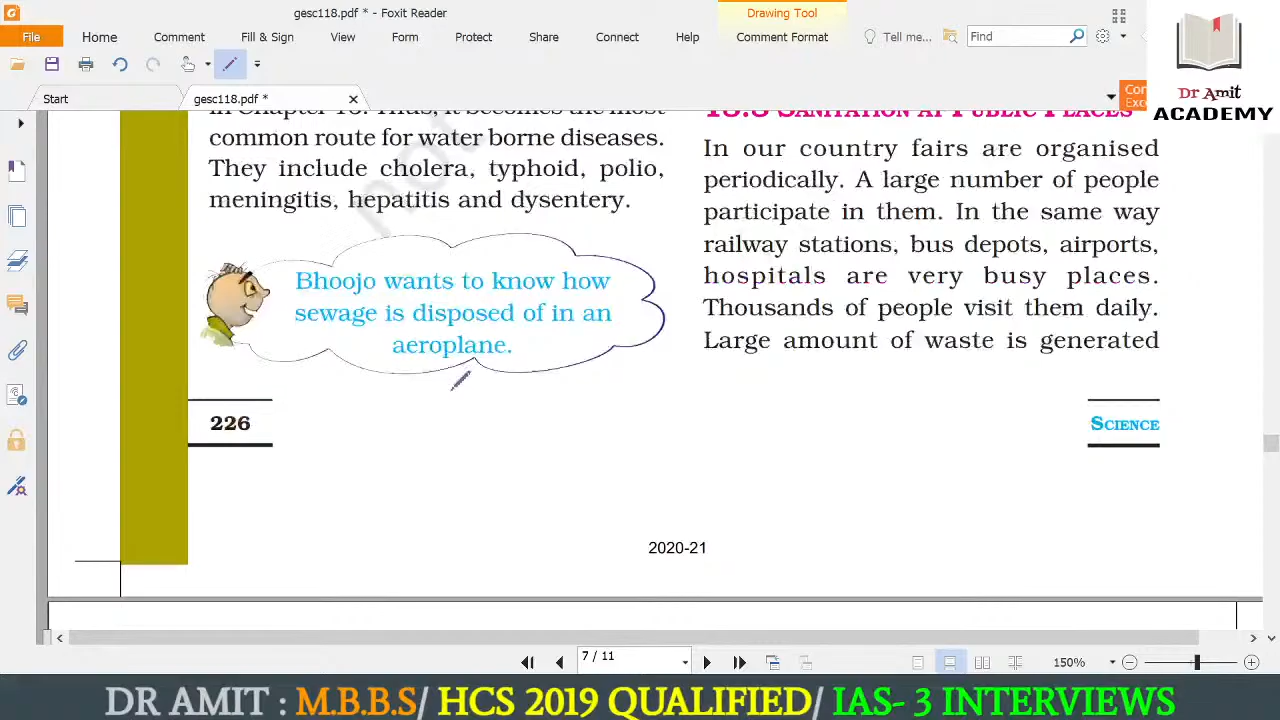 gesc118.pdf * - Foxit Reader
Drawing Tool
File Home Comment Fill & Sign View Form Protect Share Connect Help Comment Format Tell me... Find
Start gesc118.pdf *
Dr Amit
ACADEMY
common route for water borne diseases.
They include cholera, typhoid, polio,
meningitis, hepatitis and dysentery.
Bhoojo wants to know how
sewage is disposed of in an
aeroplane.
226
SANITATION AT PUBLIC PLACES
In our country fairs are organised
periodically. A large number of people
participate in them. In the same way
railway stations, bus depots, airports,
hospitals are very busy places.
Thousands of people visit them daily.
Large amount of waste is generated
SCIENCE
2020-21
7 / 11
150%
DR AMIT : M.B.B.S/ HCS 2019 QUALIFIED/ IAS- 3 INTERVIEWS